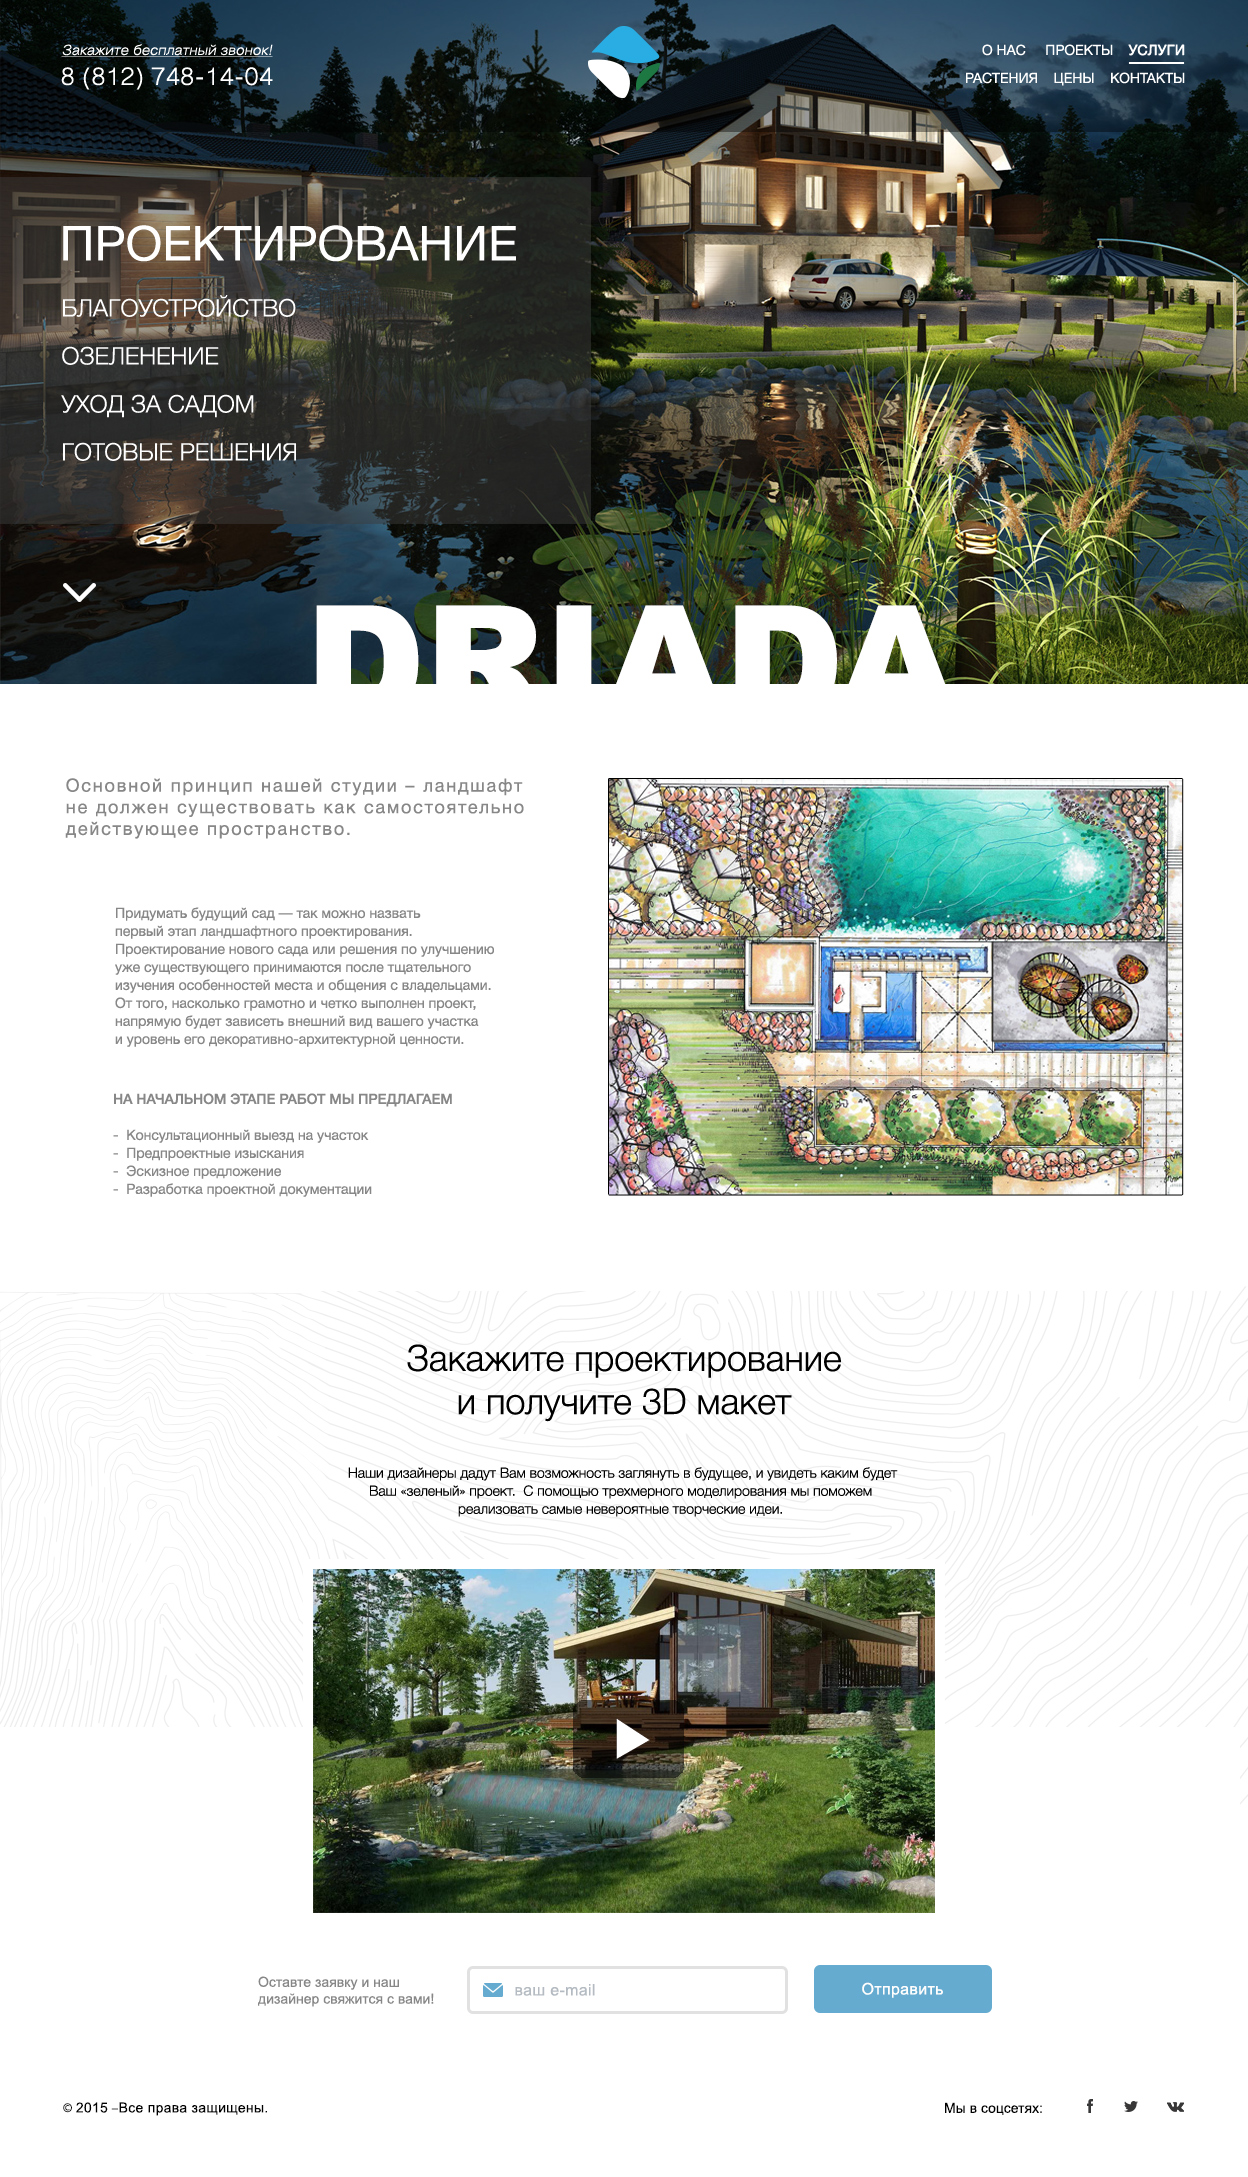 Закажите бесплатный звонок!
8 (812) 748-14-04
О НАС ПРОЕКТЫ УСЛУГИ
РАСТЕНИЯ ЦЕНЫ КОНТАКТЫ
ПРОЕКТИРОВАНИЕ
БЛАГОУСТРОЙСТВО
ОЗЕЛЕНЕНИЕ
УХОД ЗА САДОМ
ГОТОВЫЕ РЕШЕНИЯ
DRIADA
Основной принцип нашей студии – ландшафт
не должен существовать как самостоятельно
действующее пространство.
Придумать будущий сад — так можно назвать
первый этап ландшафтного проектирования.
Проектирование нового сада или решения по улучшению
уже существующего принимаются после тщательного
изучения особенностей места и общения с владельцами.
От того, насколько грамотно и четко выполнен проект,
напрямую будет зависеть внешний вид вашего участка
и уровень его декоративно-архитектурной ценности.
НА НАЧАЛЬНОМ ЭТАПЕ РАБОТ МЫ ПРЕДЛАГАЕМ
- Консультационный выезд на участок
- Предпроектные изыскания
- Эскизное предложение
- Разработка проектной документации
Закажите проектирование
и получите 3D макет
Наши дизайнеры дадут Вам возможность заглянуть в будущее, и увидеть каким будет
Ваш «зеленый» проект. С помощью трехмерного моделирования мы поможем
реализовать самые невероятные творческие идеи.
Оставте заявку и наш
дизайнер свяжится с вами!
ваш e-mail
Отправить
© 2015 –Все права защищены.
Мы в соцсетях: